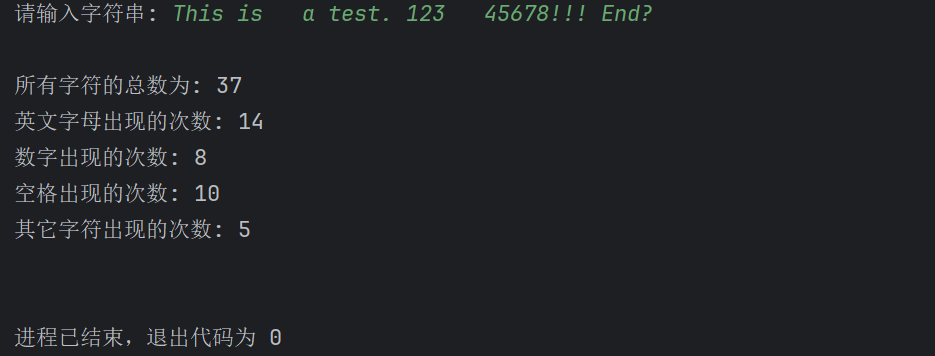 请输入字符串: This is   a test. 123   45678!!! End?
所有字符的总数为: 37
英文字母出现的次数: 14
数字出现的次数: 8
空格出现的次数: 10
其它字符出现的次数: 5
进程已结束，退出代码为 0